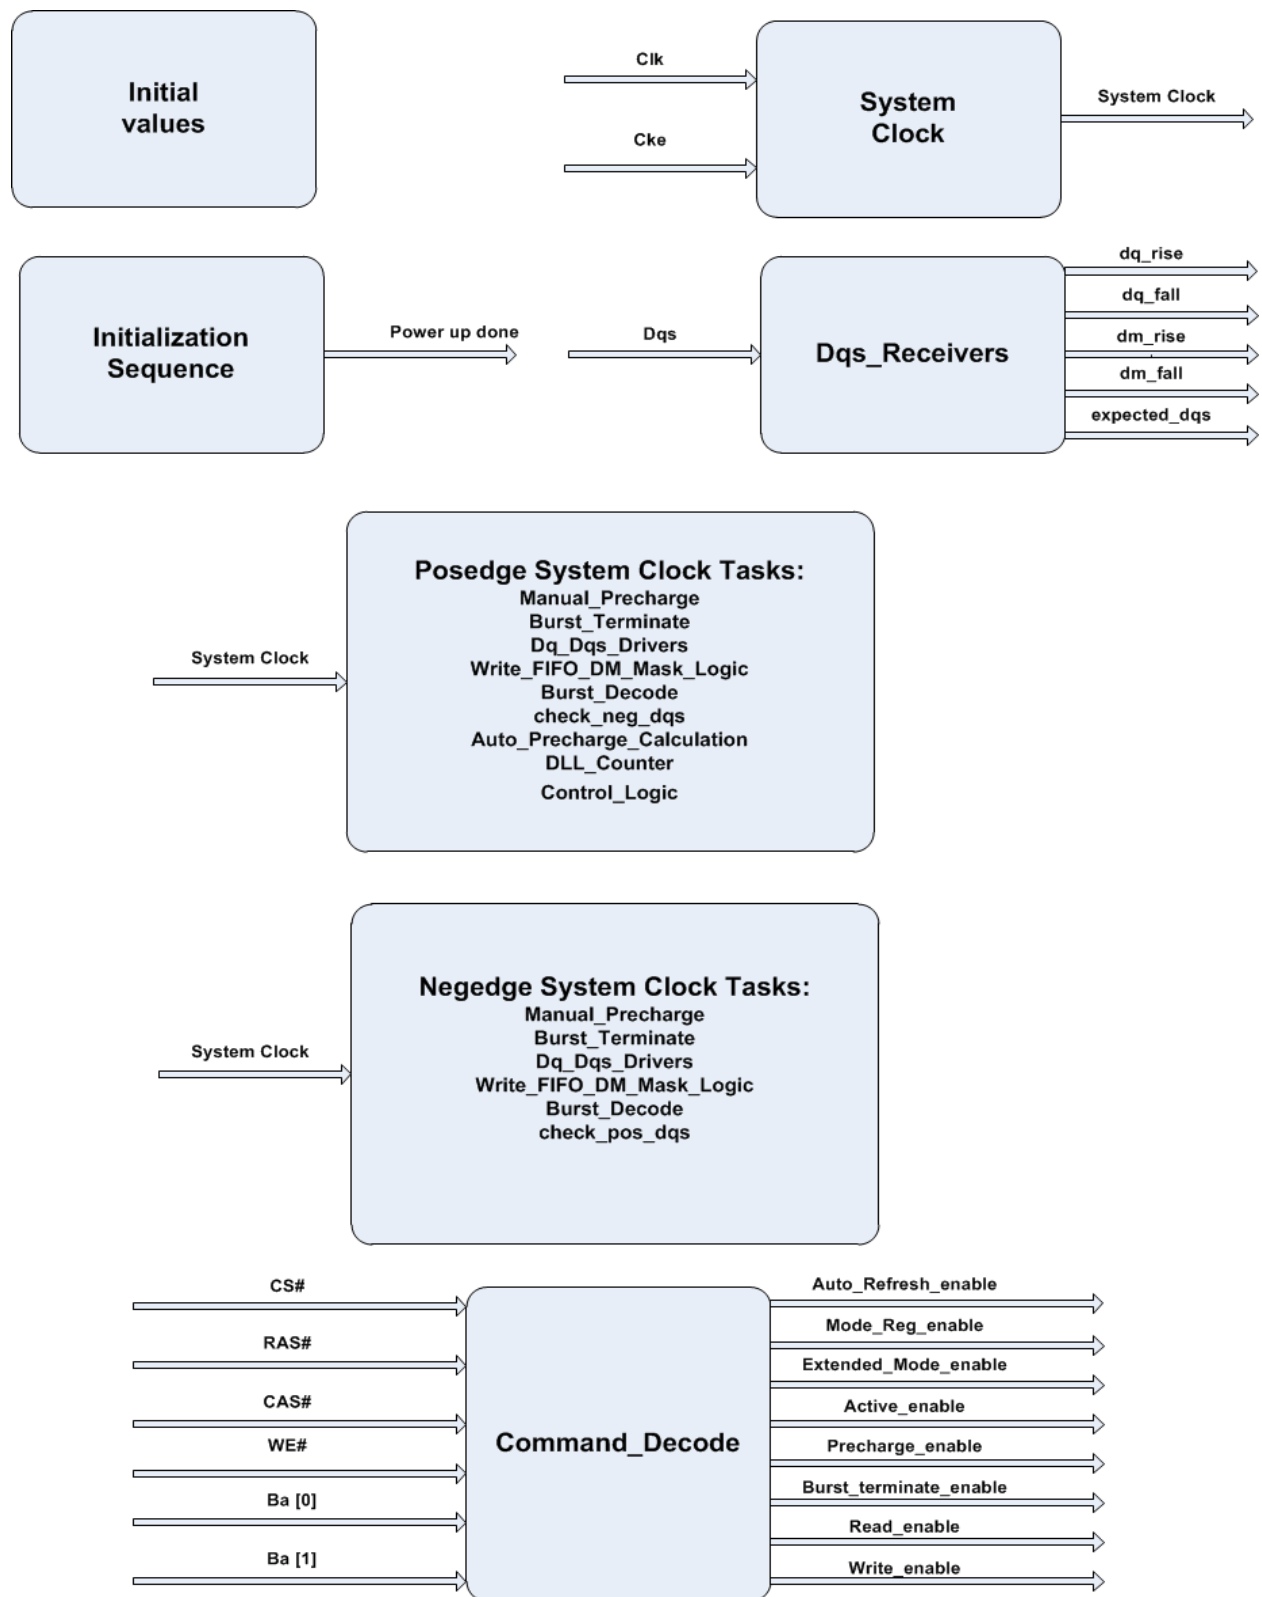 Initial
values
Clk
Cke
System
Clock
System Clock
Initialization
Sequence
Power up done
Dqs
Dqs_Receivers
dq_rise
dq_fall
dm_rise
dm_fall
expected_dqs
System Clock
Posedge System Clock Tasks:
Manual_Precharge
Burst_Terminate
Dq_Dqs_Drivers
Write_FIFO_DM_Mask_Logic
Burst_Decode
check_neg_dqs
Auto_Precharge_Calculation
DLL_Counter
Control_Logic
System Clock
Negedge System Clock Tasks:
Manual_Precharge
Burst_Terminate
Dq_Dqs_Drivers
Write_FIFO_DM_Mask_Logic
Burst_Decode
check_pos_dqs
CS#
RAS#
CAS#
WE#
Ba [0]
Ba [1]
Command_Decode
Auto_Refresh_enable
Mode_Reg_enable
Extended_Mode_enable
Active_enable
Precharge_enable
Burst_terminate_enable
Read_enable
Write_enable